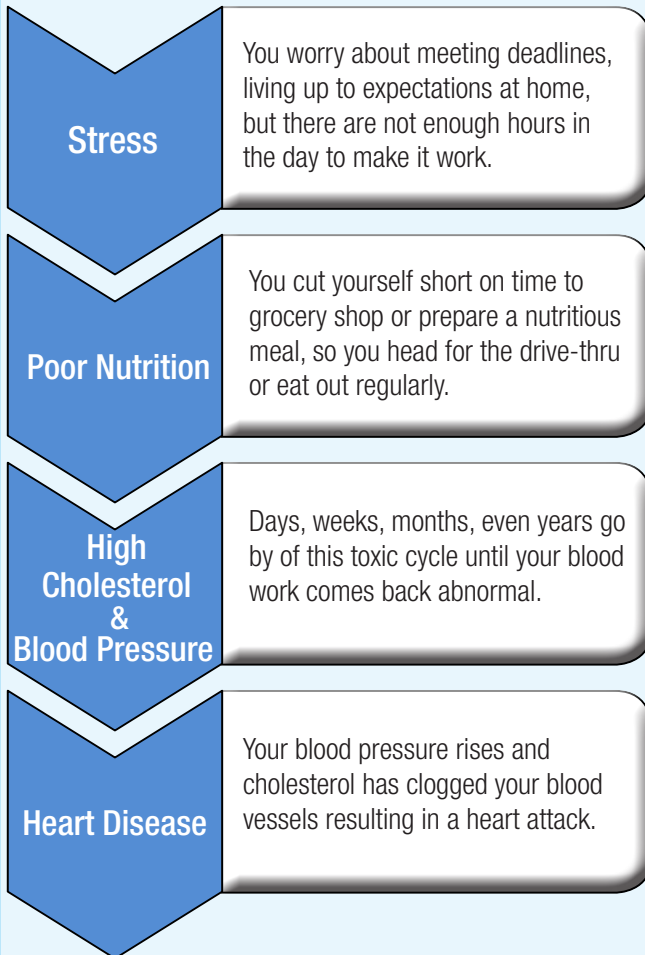 Stress
You worry about meeting deadlines,
living up to expectations at home,
but there are not enough hours in
the day to make it work.
Poor Nutrition
You cut yourself short on time to
grocery shop or prepare a nutritious
meal, so you head for the drive-thru
or eat out regularly.
High
Cholesterol
&
Blood Pressure
Days, weeks, months, even years go
by of this toxic cycle until your blood
work comes back abnormal.
Heart Disease
Your blood pressure rises and
cholesterol has clogged your blood
vessels resulting in a heart attack.